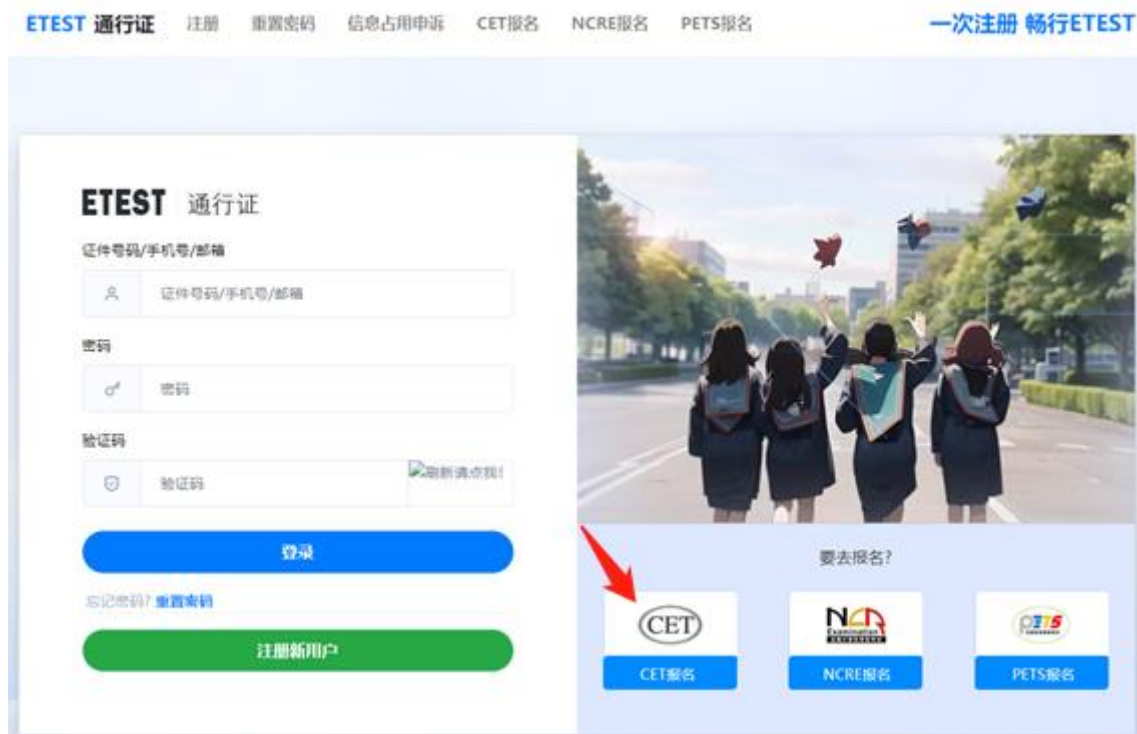 ETEST 通行证 注册 重置密码 信息占用申诉 CET报名 NCRE报名 PETS报名 一次注册 畅行ETEST
ETEST 通行证
证件号码/手机号/邮箱
证件号码/手机号/邮箱
密码
密码
验证码
验证码 刷新请点我!
登录
忘记密码? 重置密码
注册新用户
要去报名?
CET NCR PETS
Examination
CET报名 NCRE报名 PETS报名